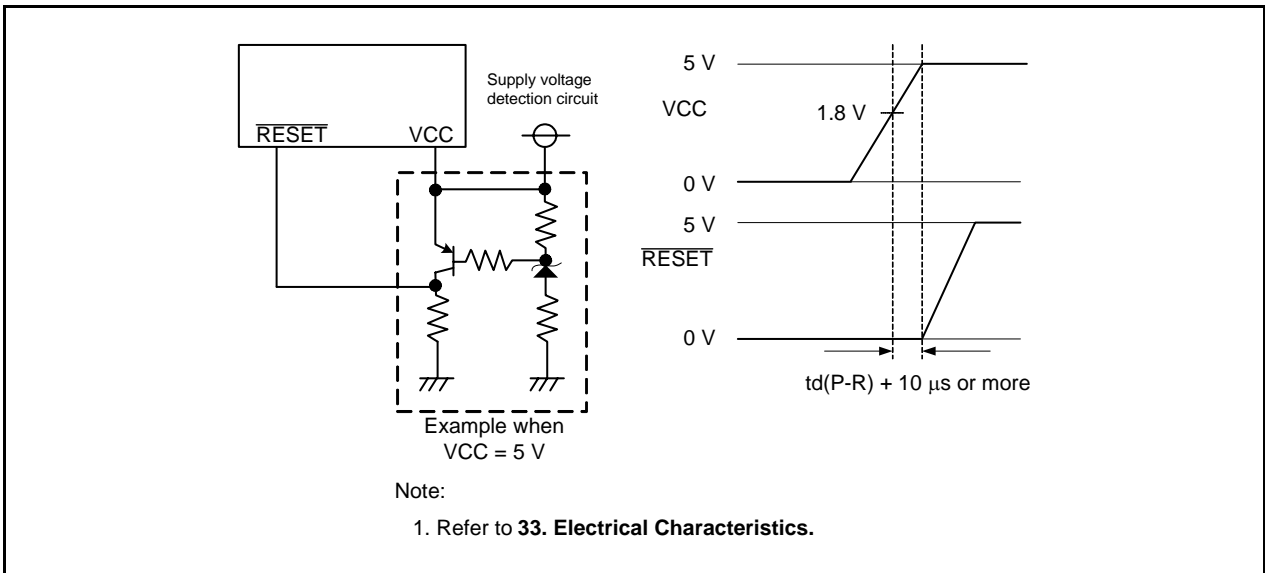 Supply voltage
detection circuit
RESET VCC
Example when
VCC = 5 V
5 V
VCC
1.8 V
0 V
5 V
RESET
0 V
td(P-R) + 10 μs or more
Note:
1. Refer to 33. Electrical Characteristics.